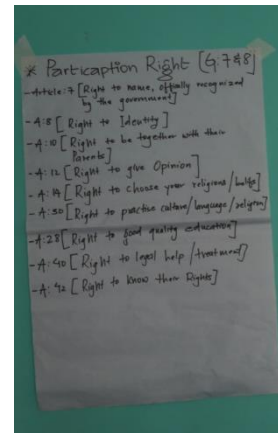 * Particaption Right [G:7&8]
- Article:7 [Right to name, offically recognized
by the government]
- A:8 [Right to Identity]
- A:10 [Right to be together with their
Parents]
- A:12 [Right to give Opinion]
- A:14 [Right to choose your religions/belifs]
- A:30 [Right to practice culture/language/religion]
- A:28 [Right to good quality education]
- A:40 [Right to legal help/treatment]
- A:42 [Right to know their Rights]